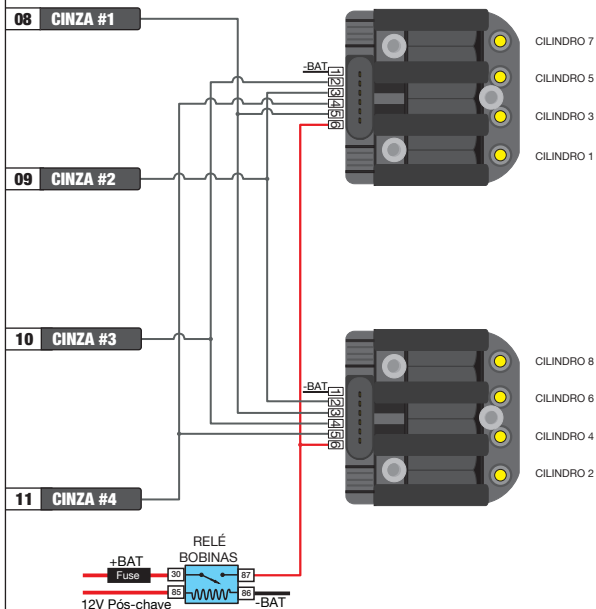 08 CINZA #1
-BAT
1
2
3
4
5
6
CILINDRO 7
CILINDRO 5
CILINDRO 3
CILINDRO 1
09 CINZA #2
10 CINZA #3
-BAT
1
2
3
4
5
6
CILINDRO 8
CILINDRO 6
CILINDRO 4
CILINDRO 2
11 CINZA #4
RELÉ
BOBINAS
+BAT
Fuse
30
87
85
86
12V Pós-chave
-BAT